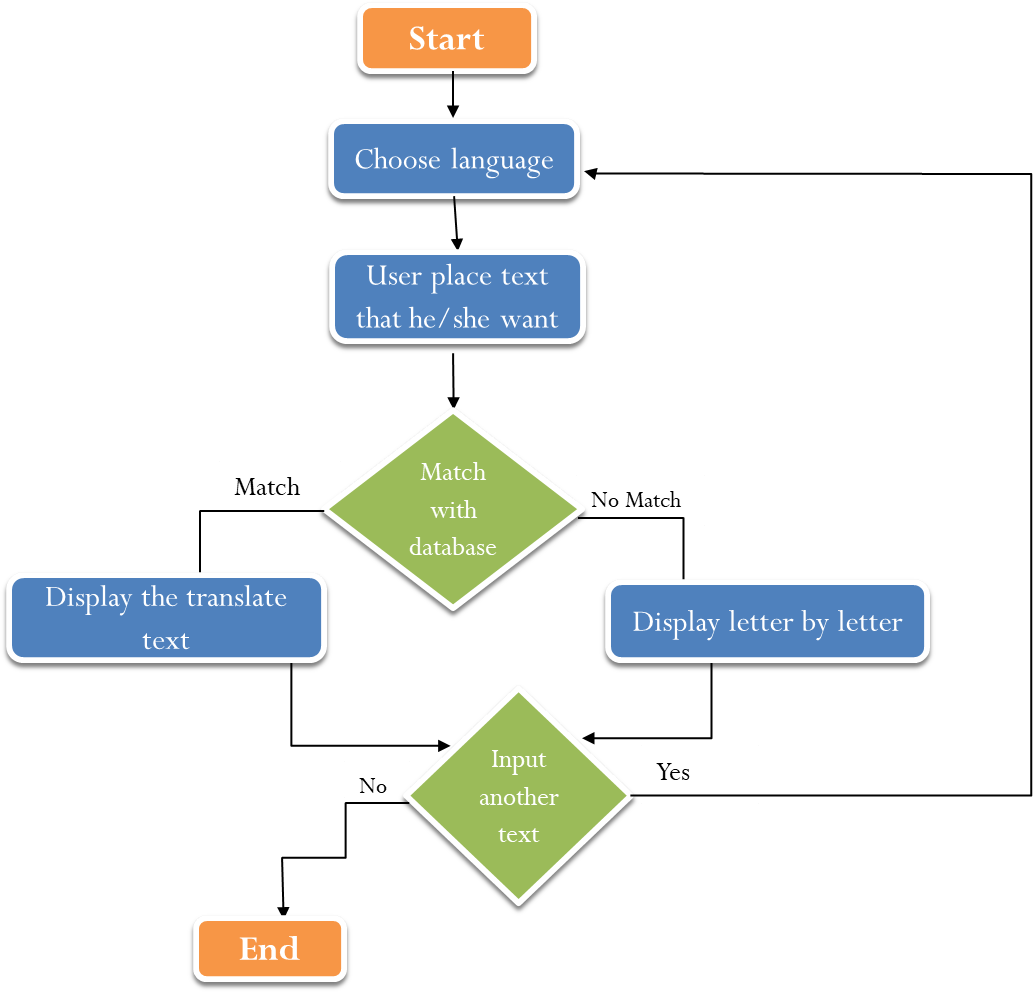 Start
Choose language
User place text
that he/she want
Match
with
database
Match
No Match
Display the translate
text
Display letter by letter
Input
another
text
Yes
No
End